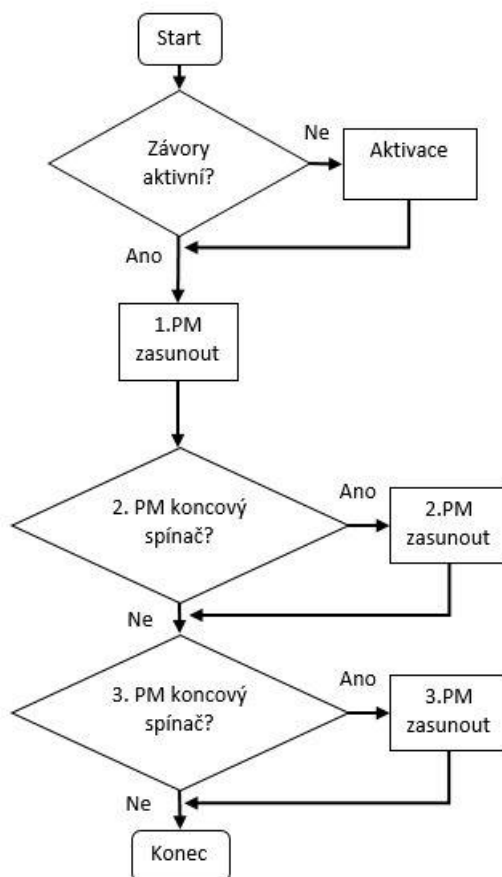 Start
Závory
aktivní?
Ne
Aktivace
Ano
1.PM
zasunout
2. PM koncový
spínač?
Ano
2.PM
zasunout
Ne
3. PM koncový
spínač?
Ano
3.PM
zasunout
Ne
Konec